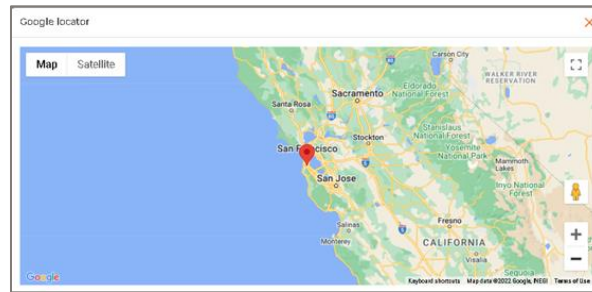 Google locator
Map Satellite
Carson City
WALKER RIVER
RESERVATION
Eldorado
National Forest
Sacramento
Santa Rosa
Stanislaus
National Forest
Stockton
San Francisco
Yosemite
National Park
Mammoth
Lakes
San Jose
Inyo National
Forest
Salinas
Monterey
Fresno
CALIFORNIA
Visalia
Sequoia
Google
Keyboard shortcuts Map data ©2022 Google, INEGI Terms of Use